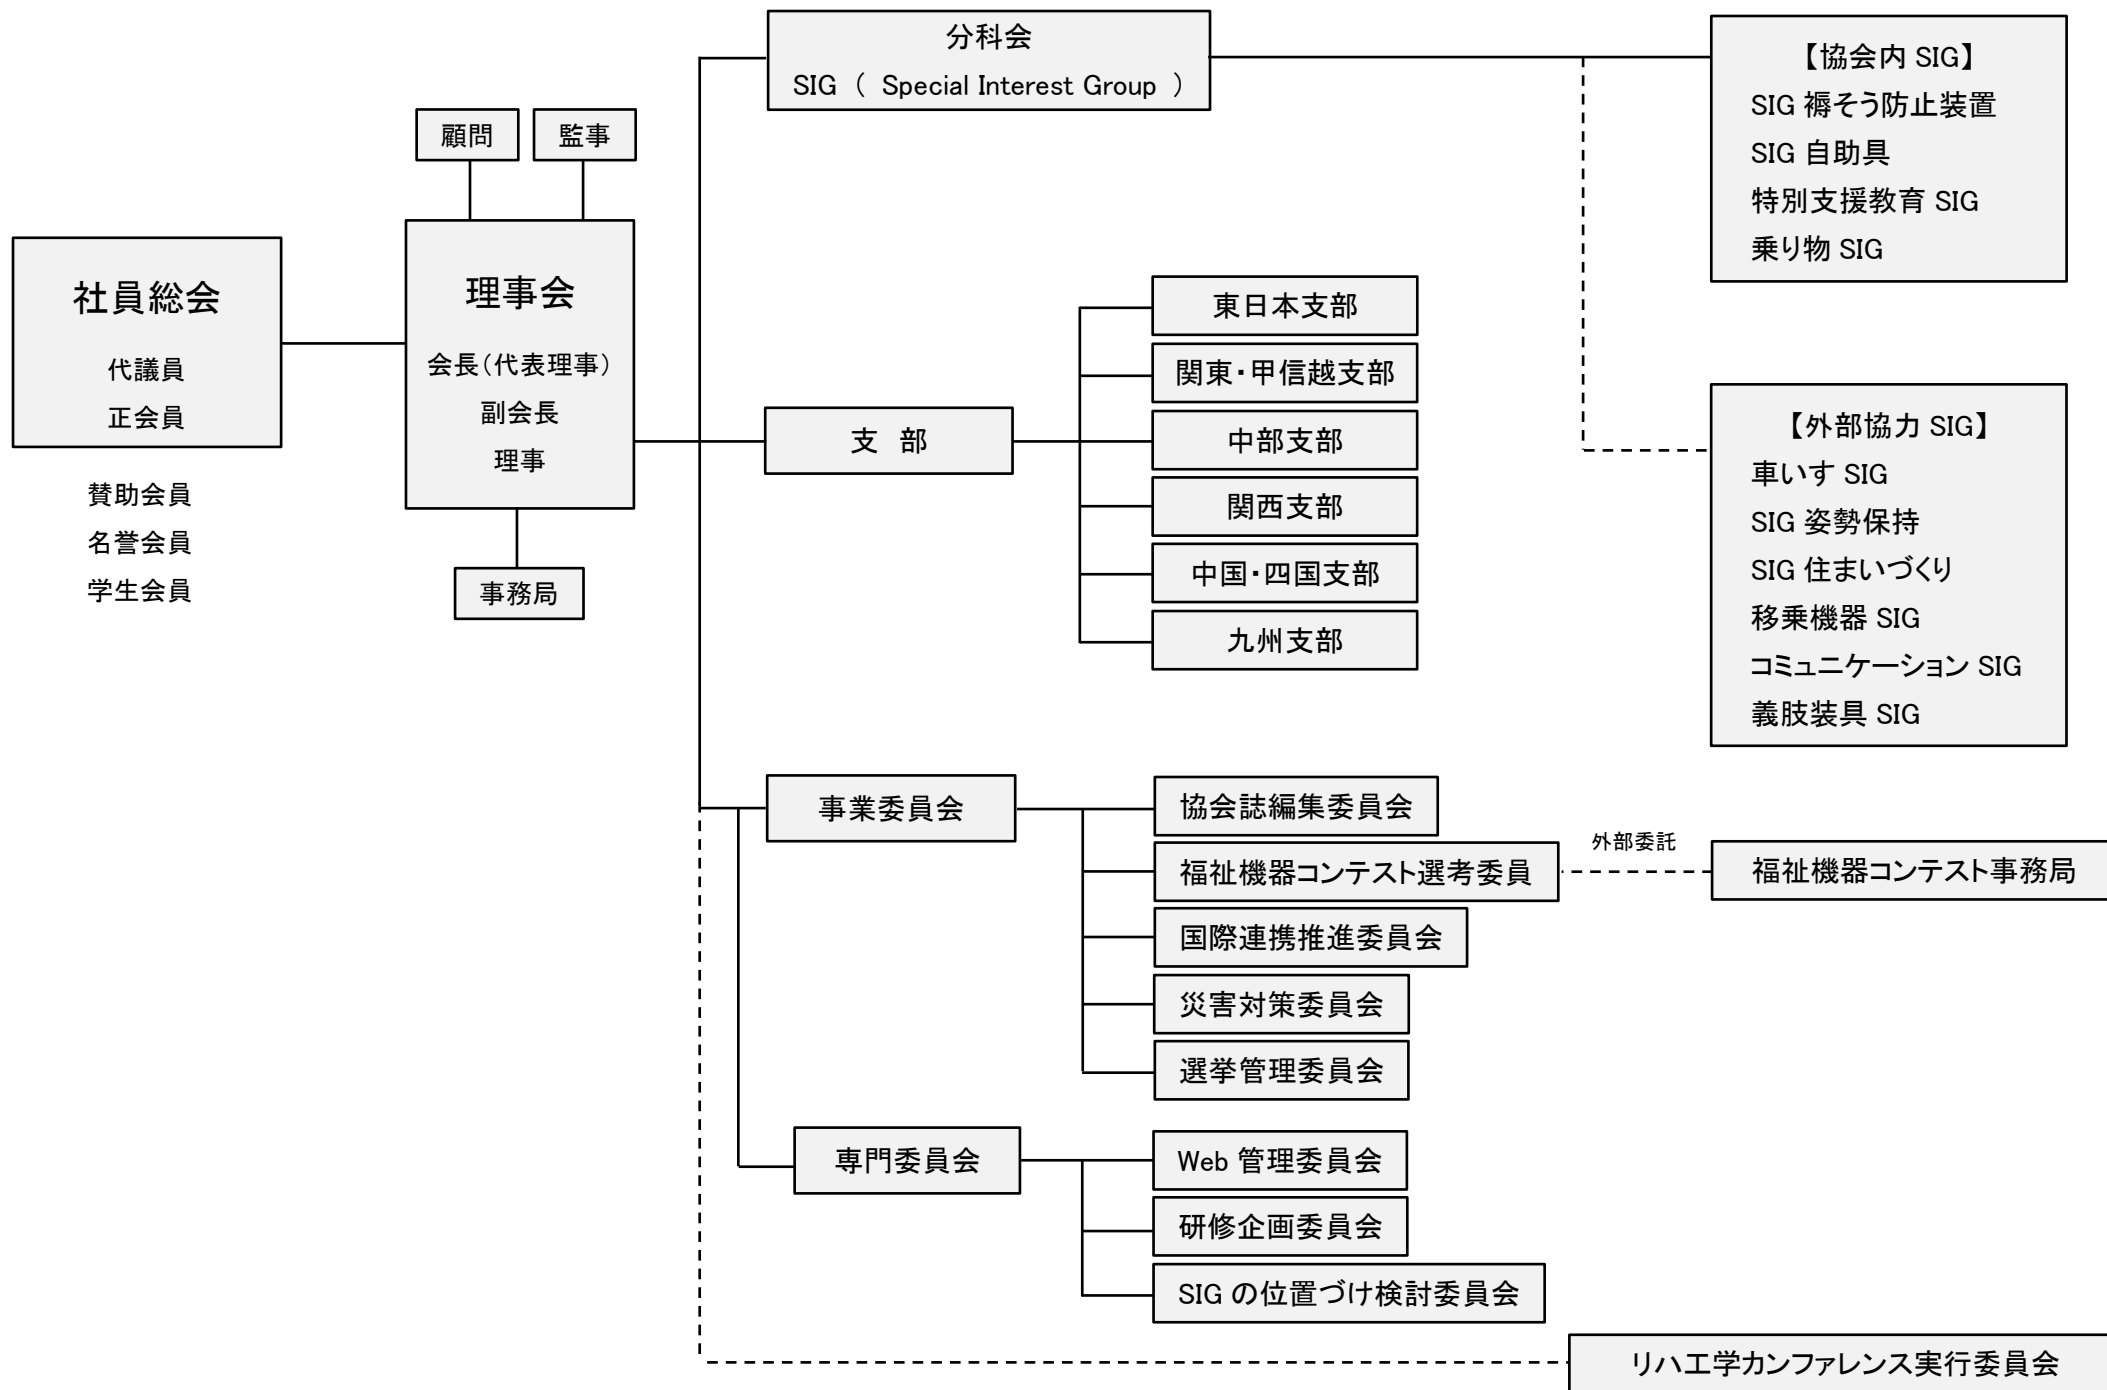 社員総会
代議員
正会員
賛助会員
名誉会員
学生会員
顧問
監事
理事会
会長(代表理事)
副会長
理事
事務局
分科会
SIG ( Special Interest Group )
【協会内 SIG】
SIG 褥そう防止装置
SIG 自助具
特別支援教育 SIG
乗り物 SIG
【外部協力 SIG】
車いす SIG
SIG 姿勢保持
SIG 住まいづくり
移乗機器 SIG
コミュニケーション SIG
義肢装具 SIG
支 部
東日本支部
関東・甲信越支部
中部支部
関西支部
中国・四国支部
九州支部
事業委員会
協会誌編集委員会
福祉機器コンテスト選考委員
外部委託
福祉機器コンテスト事務局
国際連携推進委員会
災害対策委員会
選挙管理委員会
専門委員会
Web 管理委員会
研修企画委員会
SIG の位置づけ検討委員会
リハ工学カンファレンス実行委員会